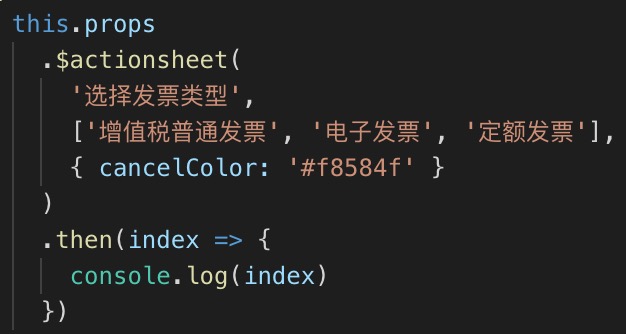 this.props
.$actionsheet(
'选择发票类型',
['增值税普通发票', '电子发票', '定额发票'],
{ cancelColor: '#f8584f' }
)
.then(index => {
console.log(index)
})